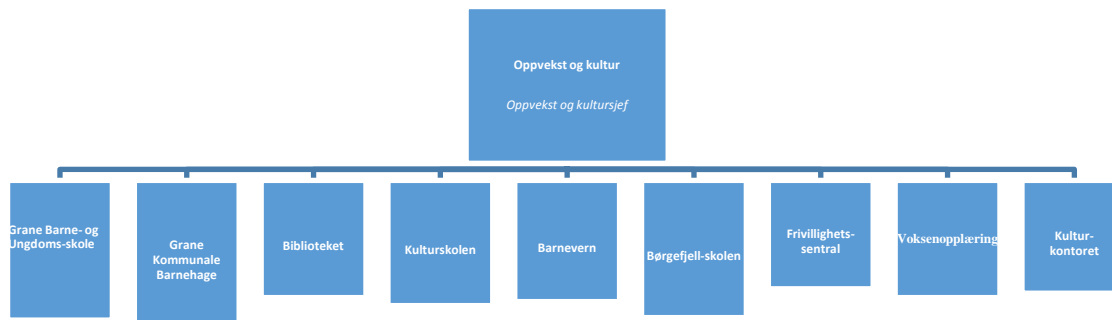 Oppvekst og kultur
Oppvekst og kultursjef
Grane Barne- og
Ungdoms-skole
Grane
Kommunale
Barnehage
Biblioteket
Kulturskolen
Barnevern
Børgefjell-skolen
Frivillighets-
sentral
Voksenopplæring
Kultur-
kontoret